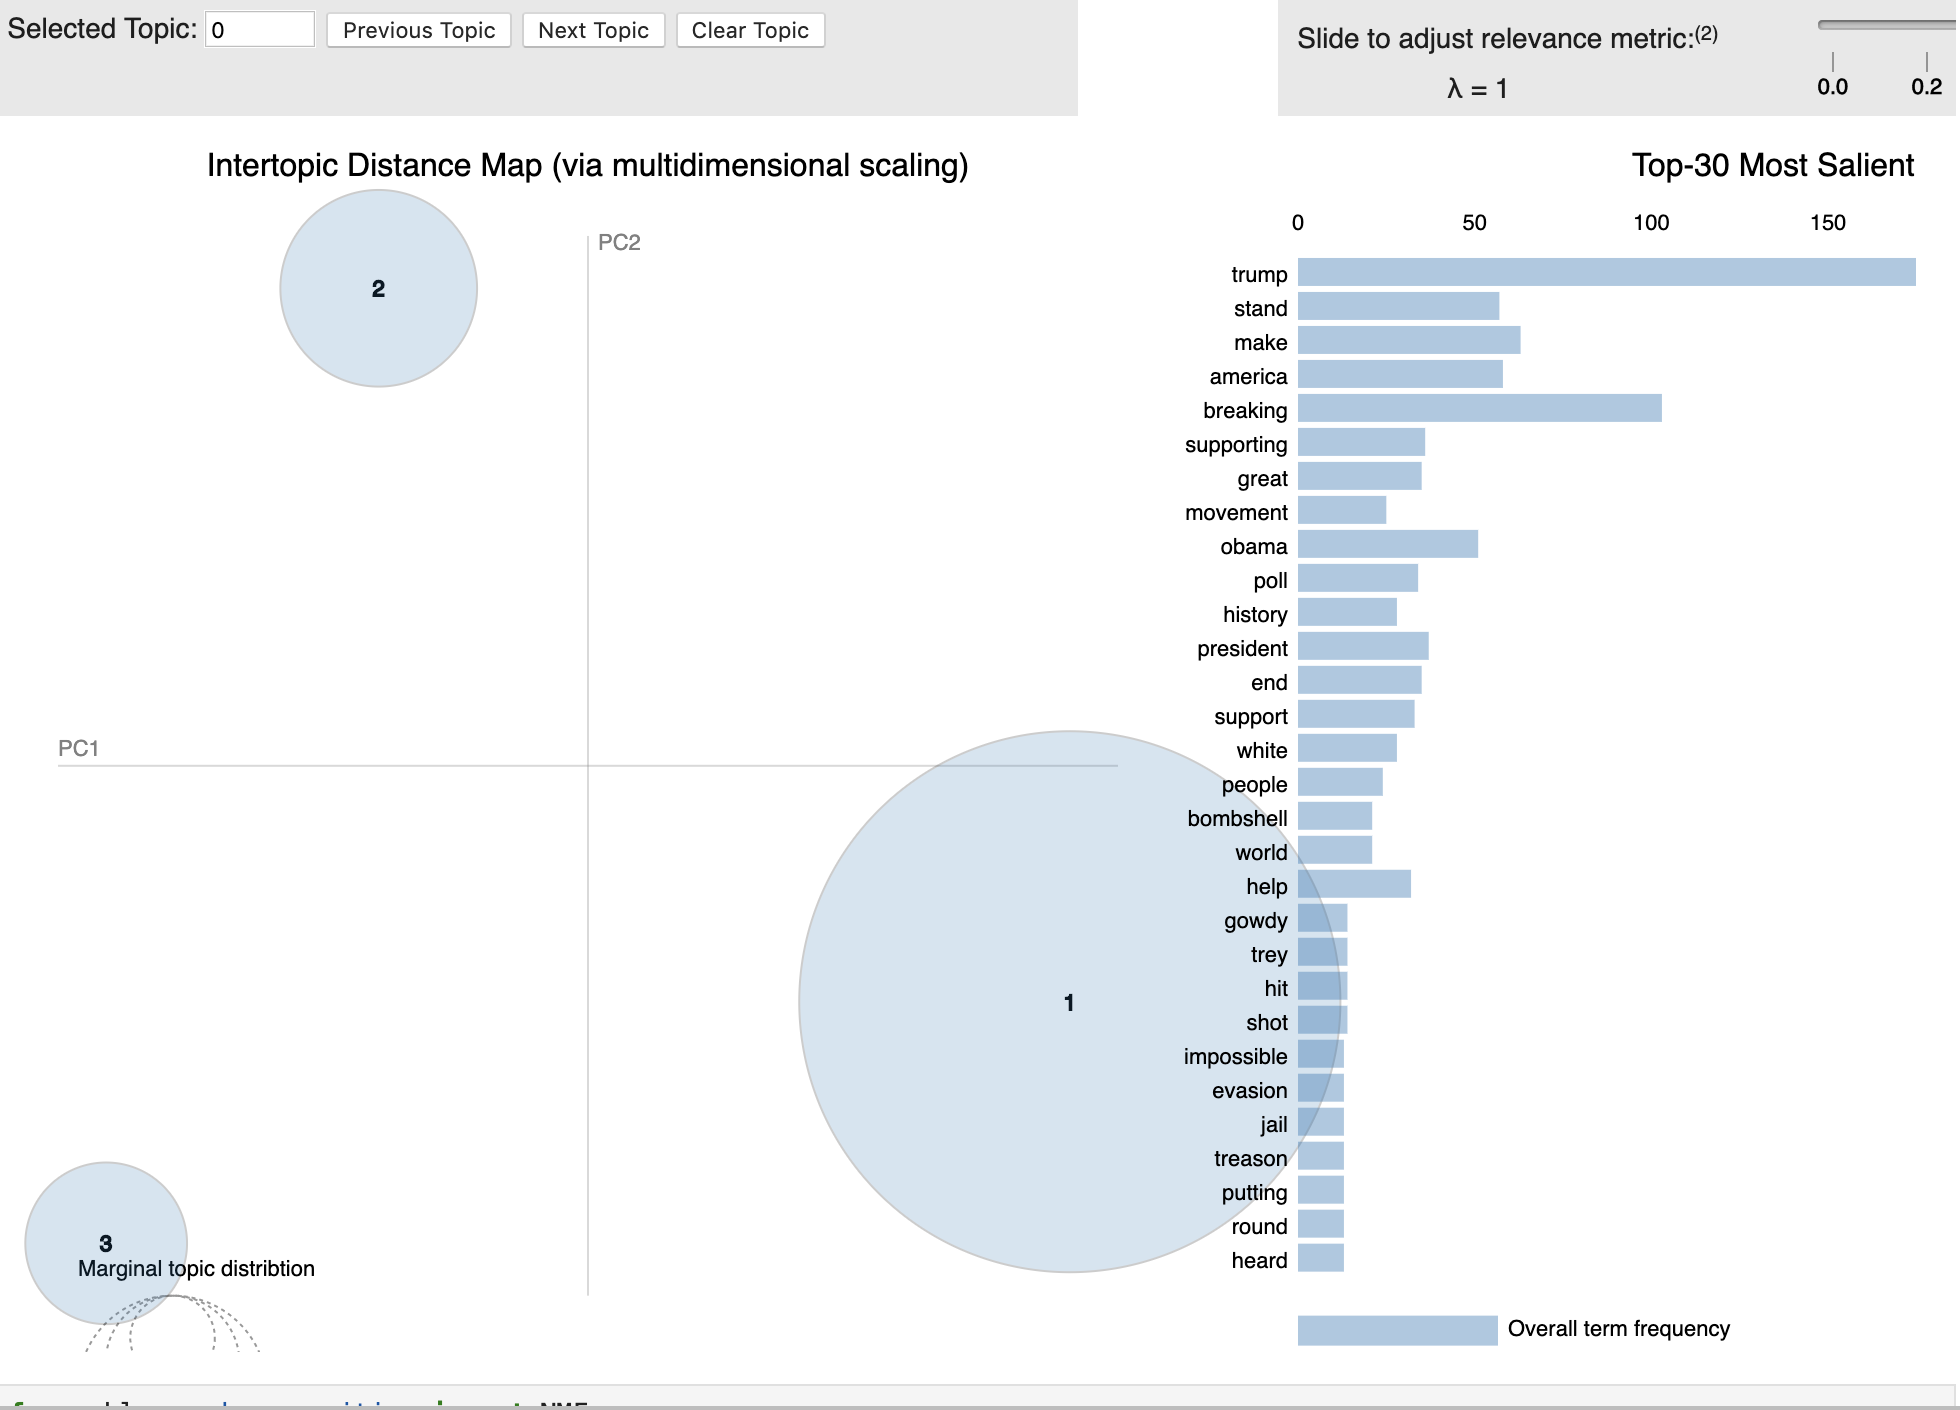 Selected Topic: 0 Previous Topic Next Topic Clear Topic
Slide to adjust relevance metric:(2)
λ = 1
0.0 0.2
Intertopic Distance Map (via multidimensional scaling)
PC2
PC1
2
1
3
Marginal topic distribtion
Top-30 Most Salient
0 50 100 150
trump
stand
make
america
breaking
supporting
great
movement
obama
poll
history
president
end
support
white
people
bombshell
world
help
gowdy
trey
hit
shot
impossible
evasion
jail
treason
putting
round
heard
Overall term frequency